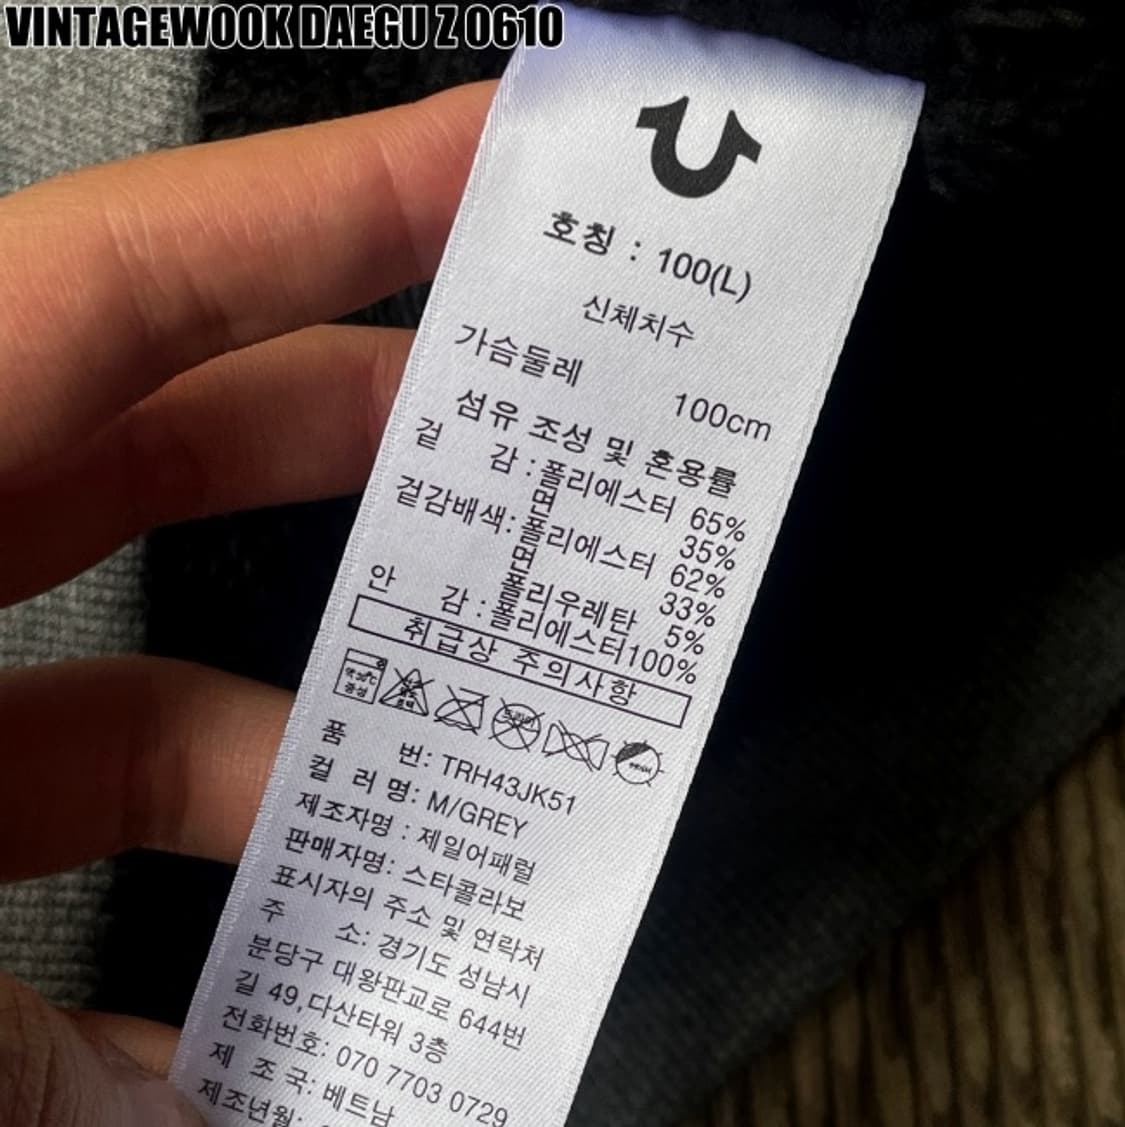 VINTAGEWOOK DAEGU Z 0610
호칭 : 100(L)
신체치수
가슴둘레 100cm
섬유 조성 및 혼용률
겉 감 : 폴리에스터 65%
면 35%
겉감배색: 폴리에스터 62%
면 33%
폴리우레탄 5%
안 감 : 폴리에스터100%
취급상 주의사항
중성
품 번: TRH43JK51
컬 러 명: M/GREY
제조자명 : 제일어패럴
판매자명: 스타콜라보
표시자의 주소 및 연락처
주 소: 경기도 성남시
분당구 대왕판교로 644번
길 49,다산타워 3층
전화번호: 070 7703 0729
제 조 국: 베트남
제조년월: